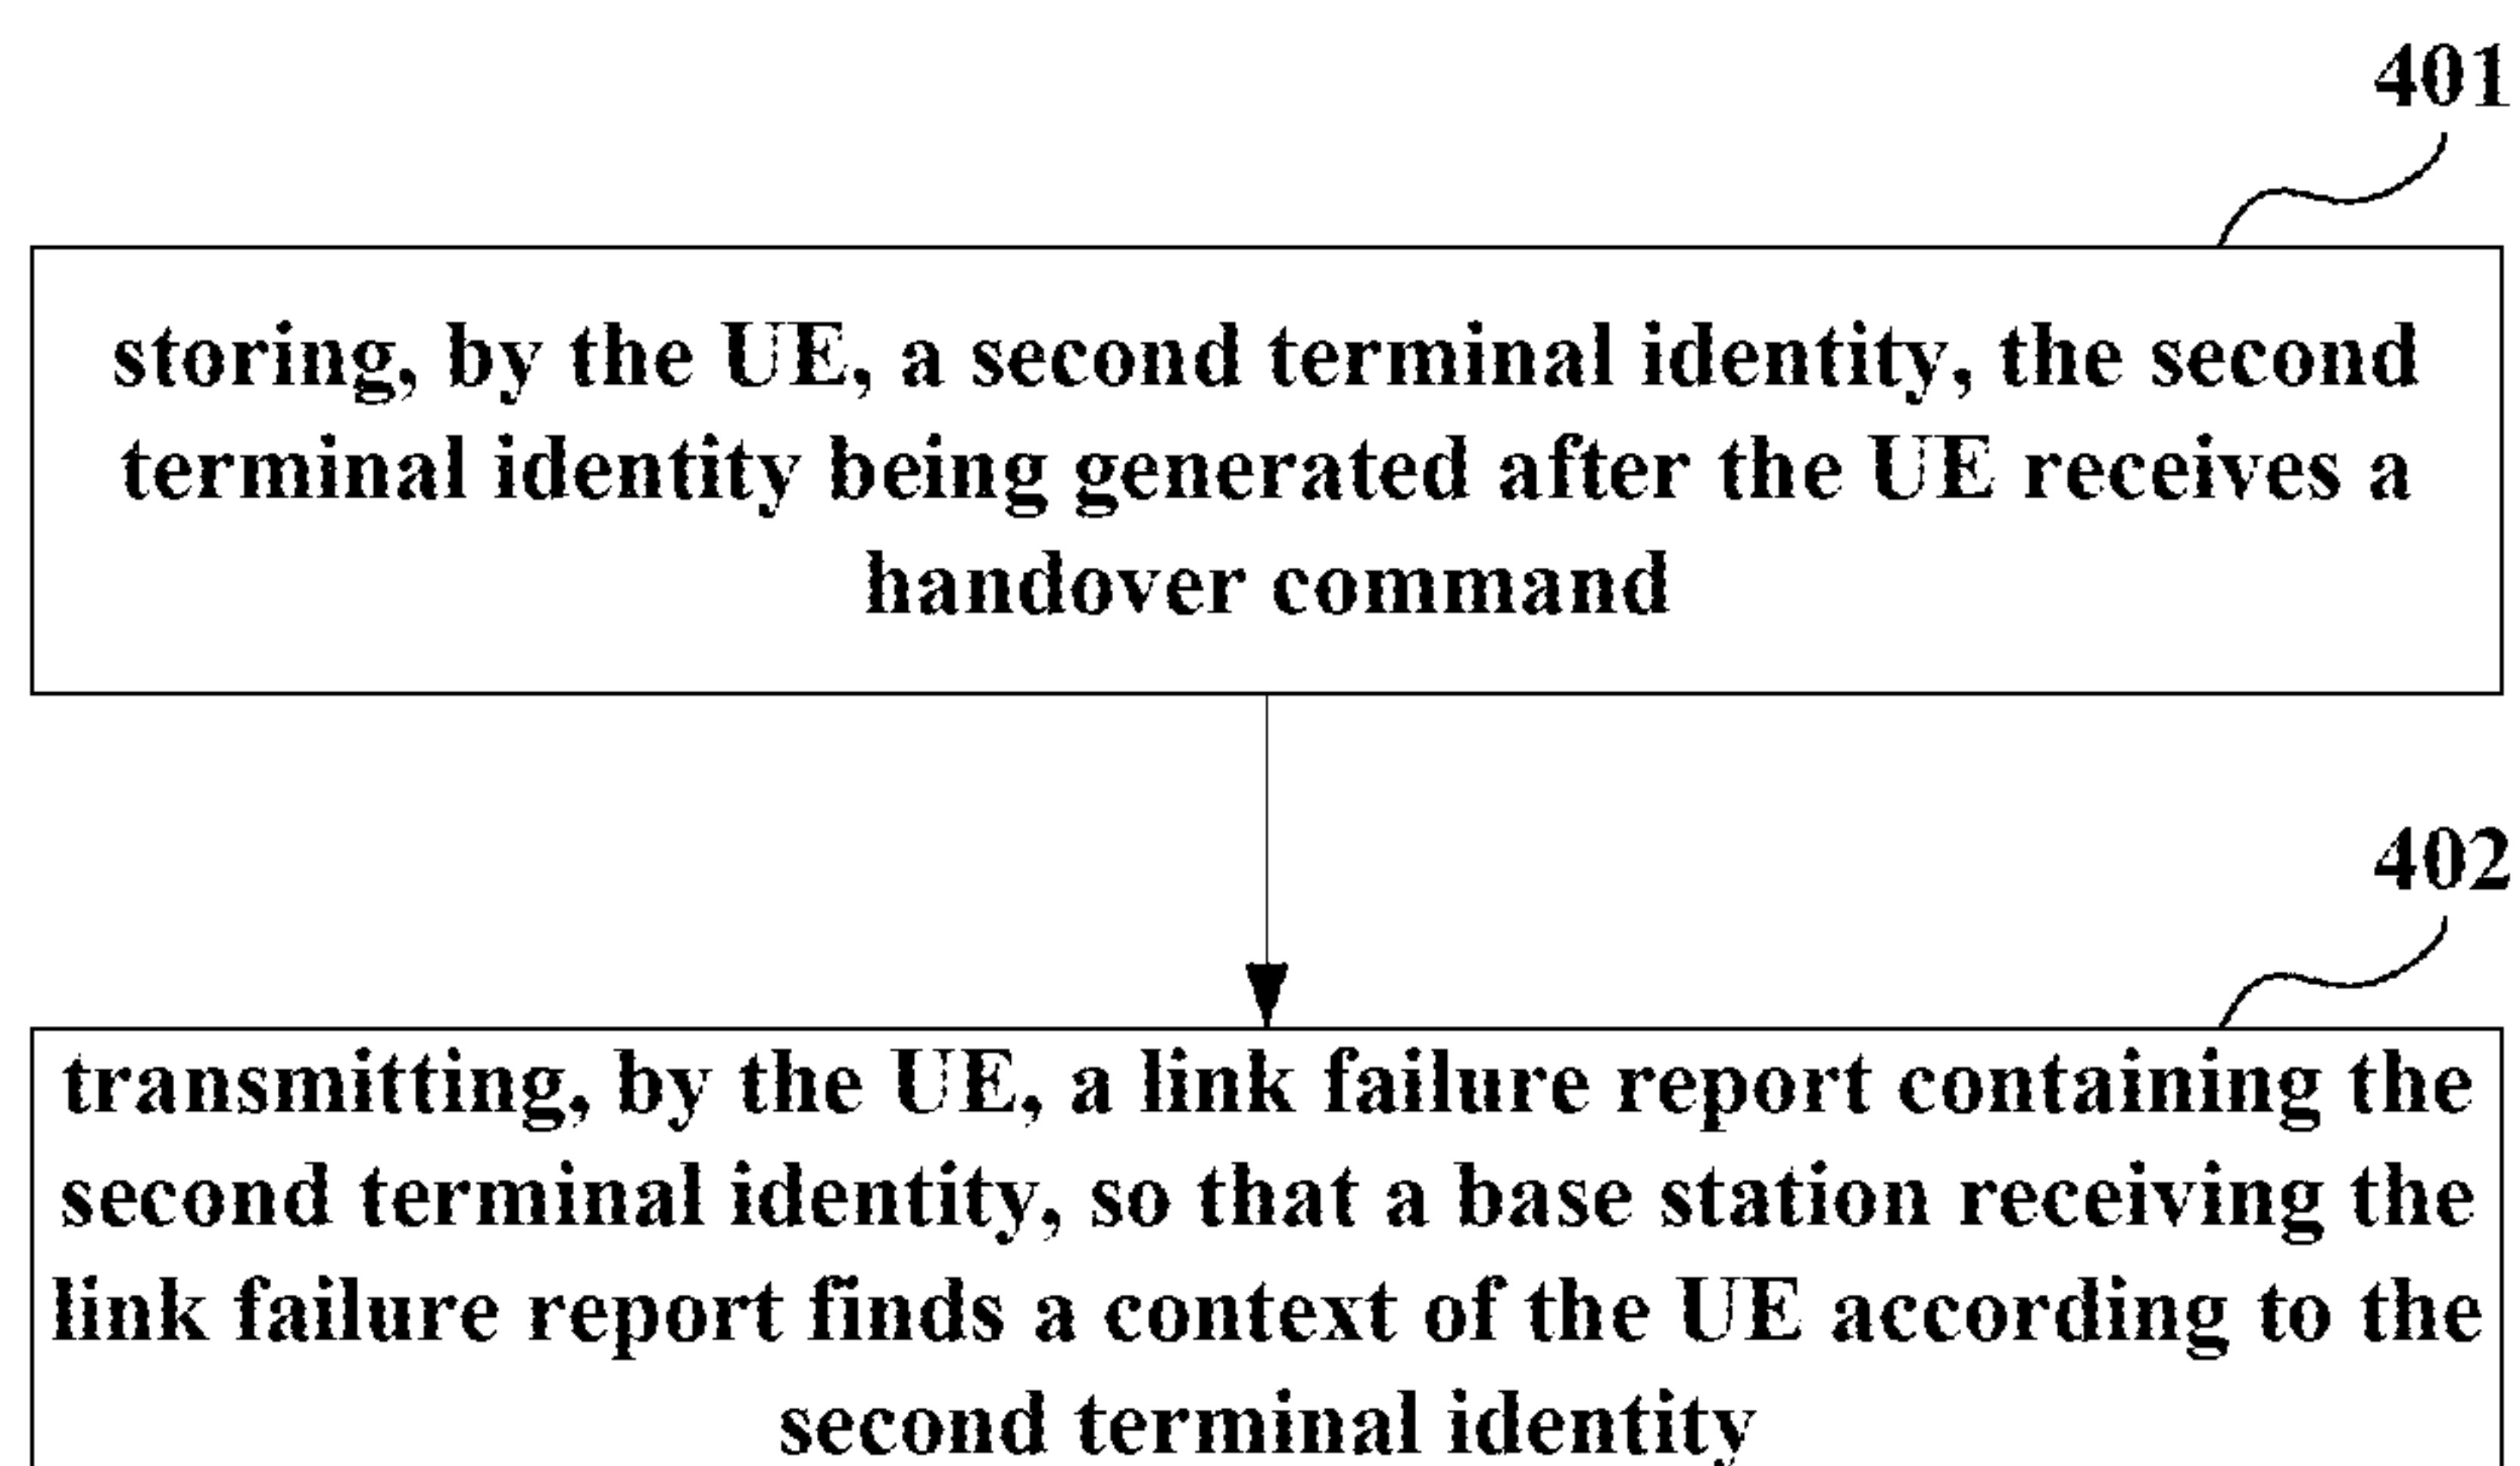 401
storing, by the UE, a second terminal identity, the second
terminal identity being generated after the UE receives a
handover command
402
transmitting, by the UE, a link failure report containing the
second terminal identity, so that a base station receiving the
link failure report finds a context of the UE according to the
second terminal identity